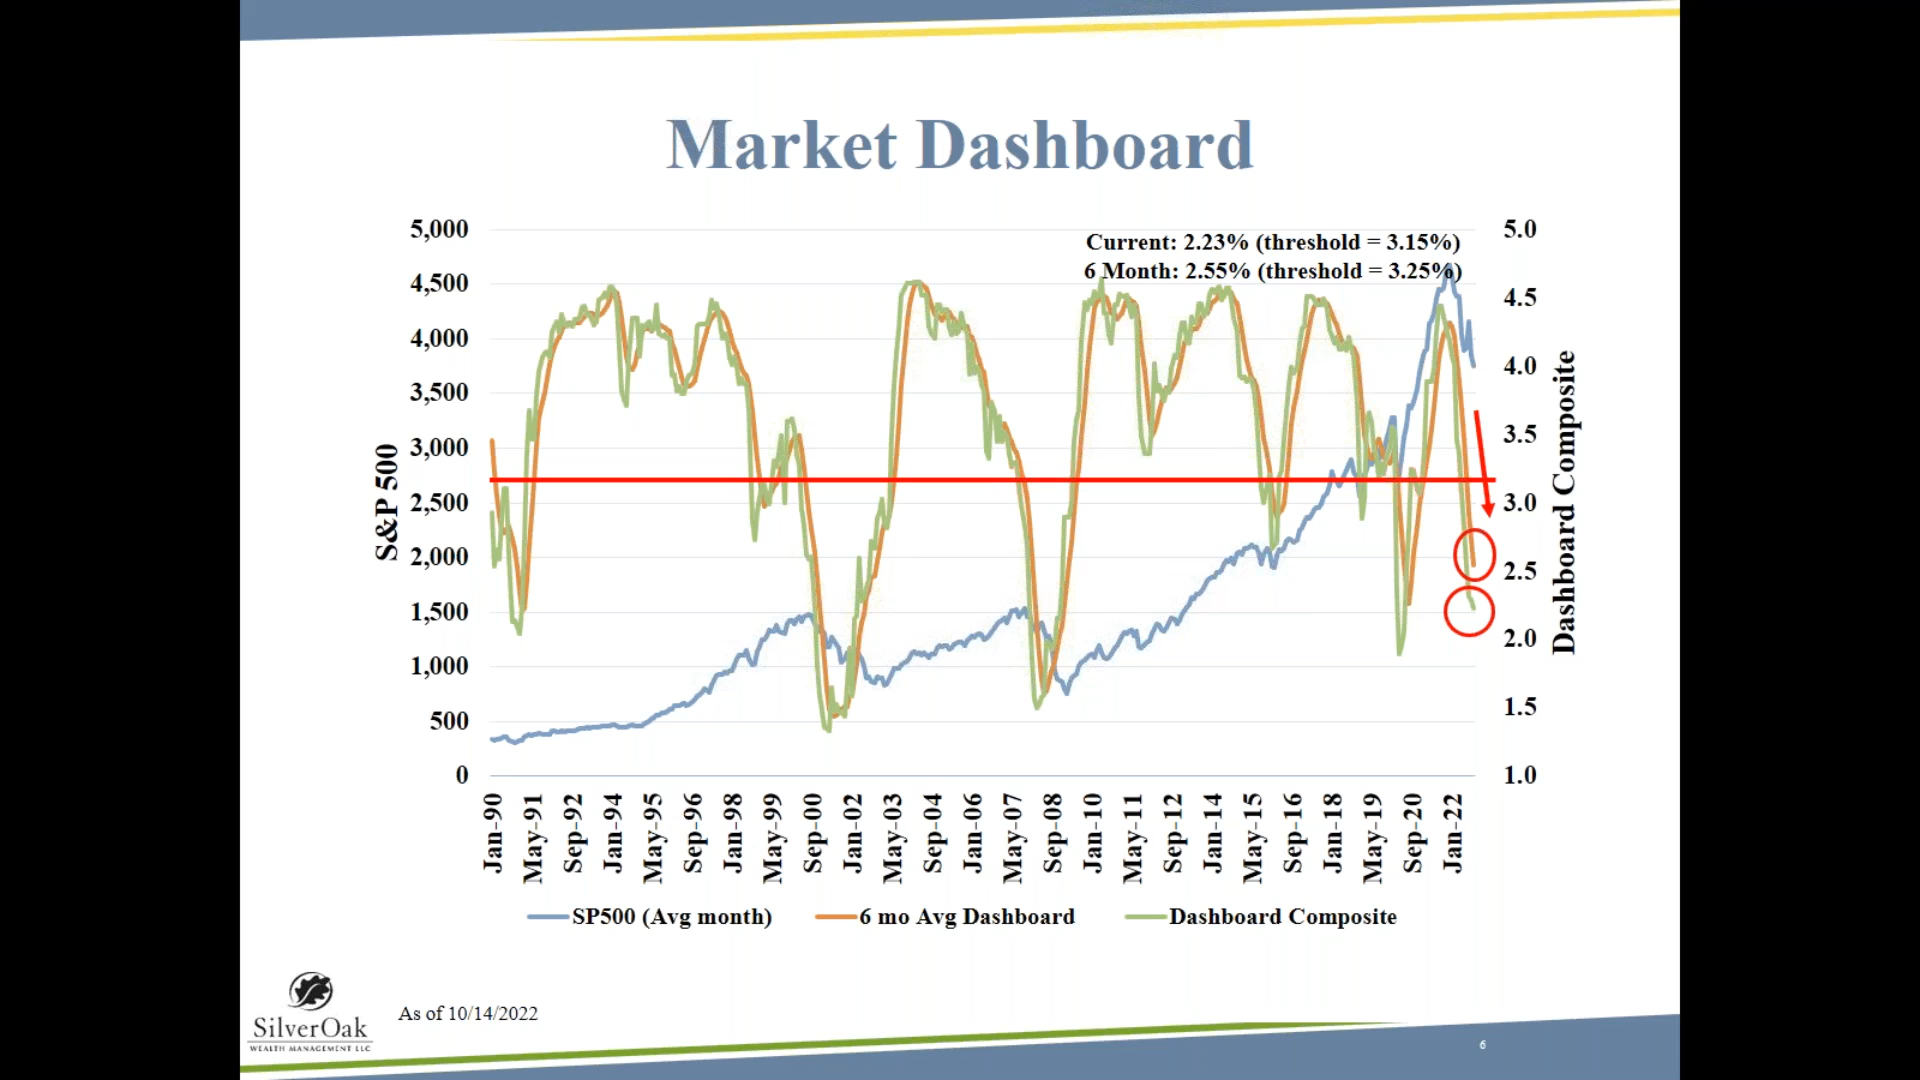 Market Dashboard
Current: 2.23% (threshold = 3.15%)
6 Month: 2.55% (threshold = 3.25%)
5,000
4,500
4,000
3,500
3,000
2,500
2,000
1,500
1,000
500
0
S&P 500
5.0
4.5
4.0
3.5
3.0
2.5
2.0
1.5
1.0
Dashboard Composite
Jan-90
May-91
Sep-92
Jan-94
May-95
Sep-96
Jan-98
May-99
Sep-00
Jan-02
May-03
Sep-04
Jan-06
May-07
Sep-08
Jan-10
May-11
Sep-12
Jan-14
May-15
Sep-16
Jan-18
May-19
Sep-20
Jan-22
SP500 (Avg month) 6 mo Avg Dashboard Dashboard Composite
As of 10/14/2022
SilverOak
WEALTH MANAGEMENT LLC
6